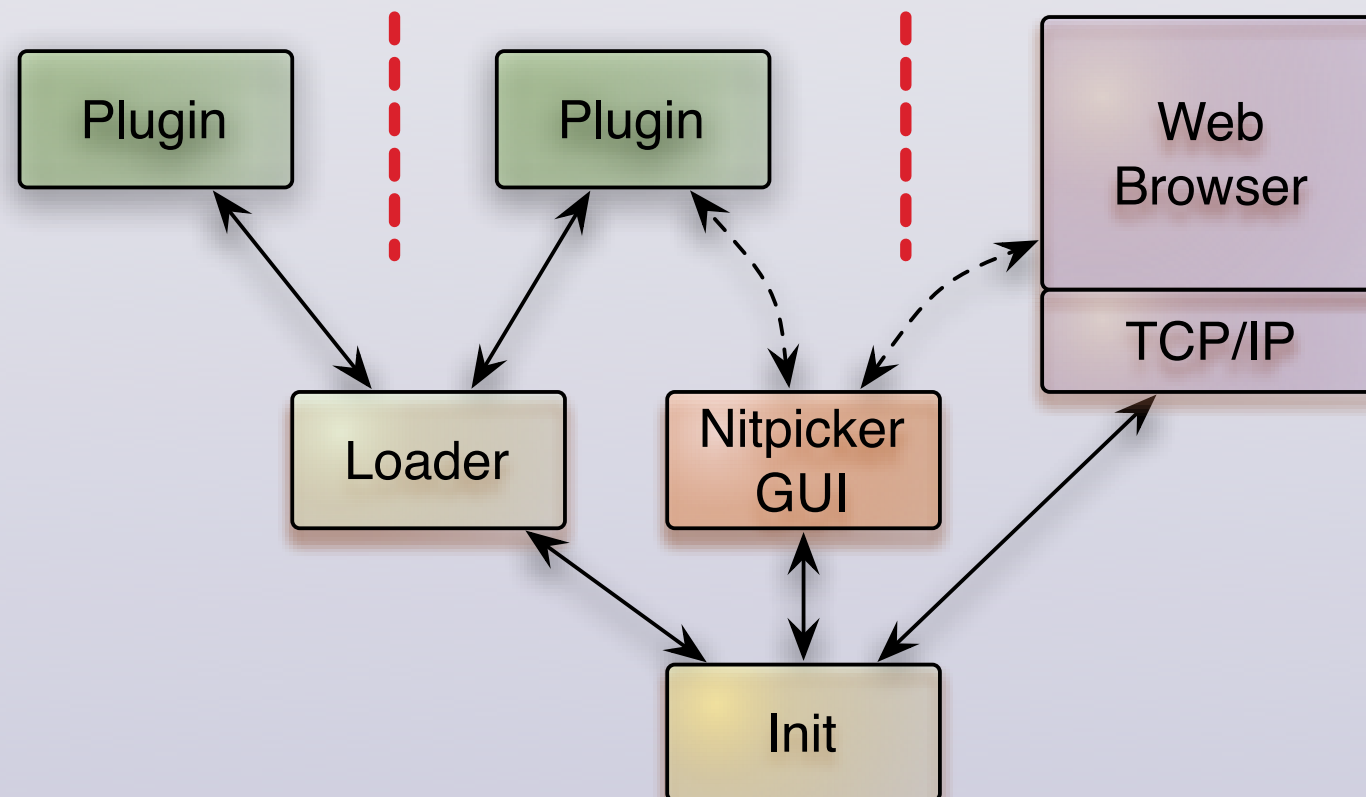 Plugin
Plugin
Web
Browser
TCP/IP
Loader
Nitpicker
GUI
Init